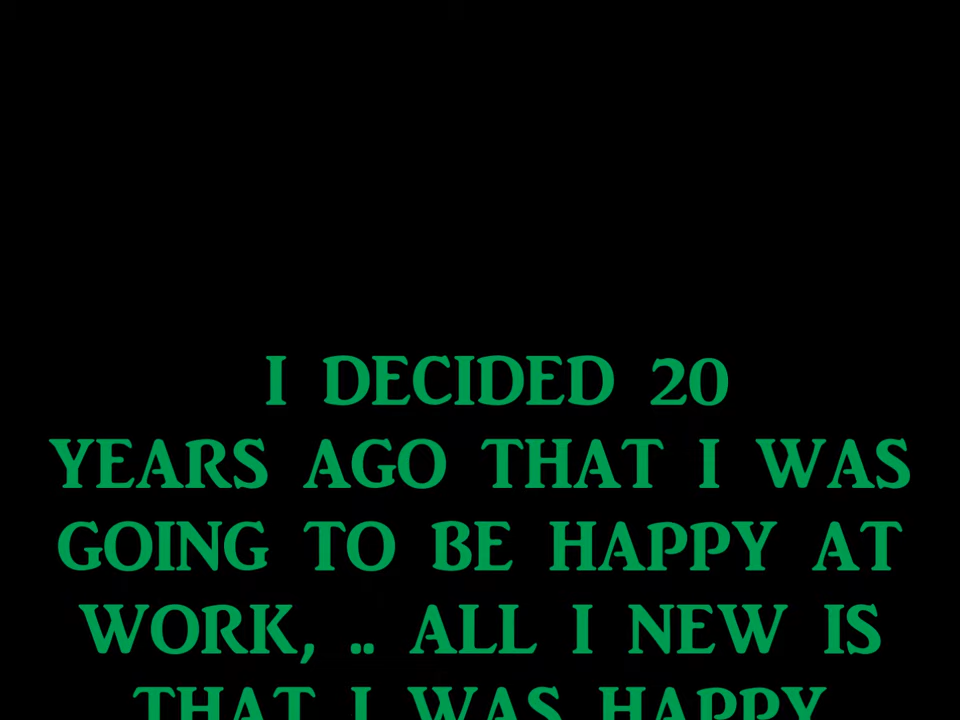 I DECIDED 20
YEARS AGO THAT I WAS
GOING TO BE HAPPY AT
WORK, .. ALL I NEW IS
THAT I WAS HAPPY